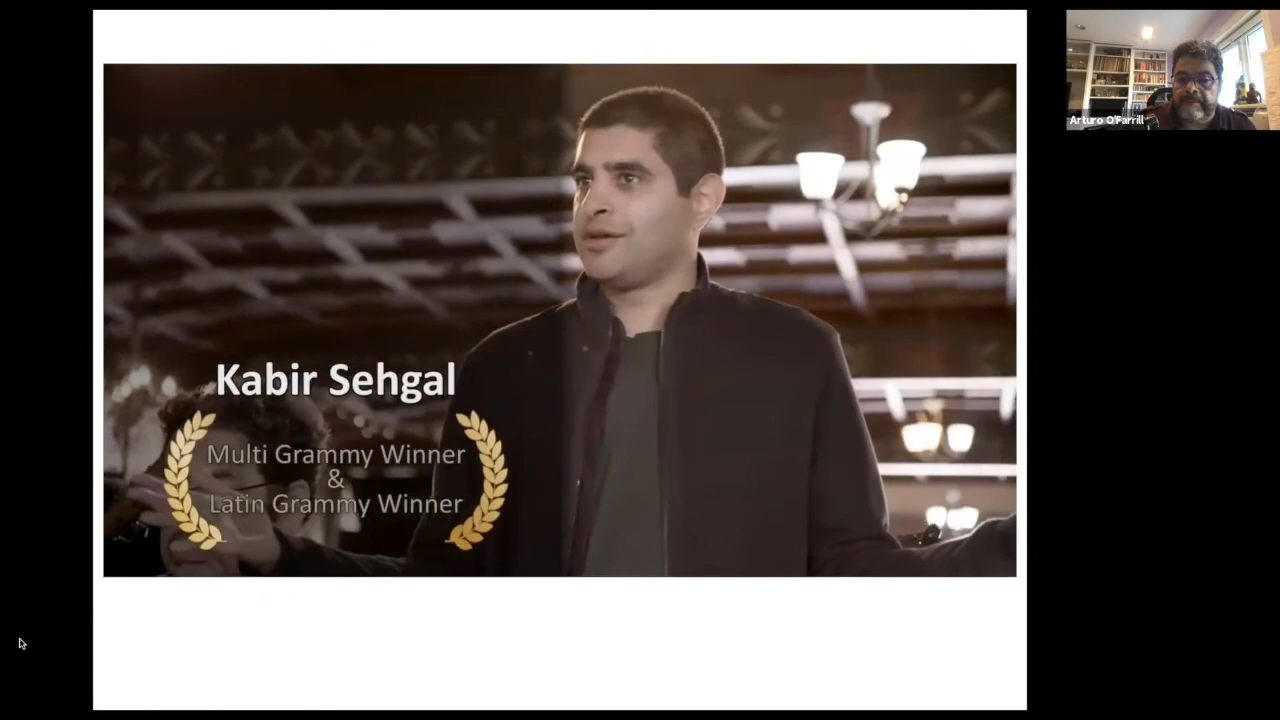 Kabir Sehgal
Multi Grammy Winner
&
Latin Grammy Winner
Arturo O'Farrill